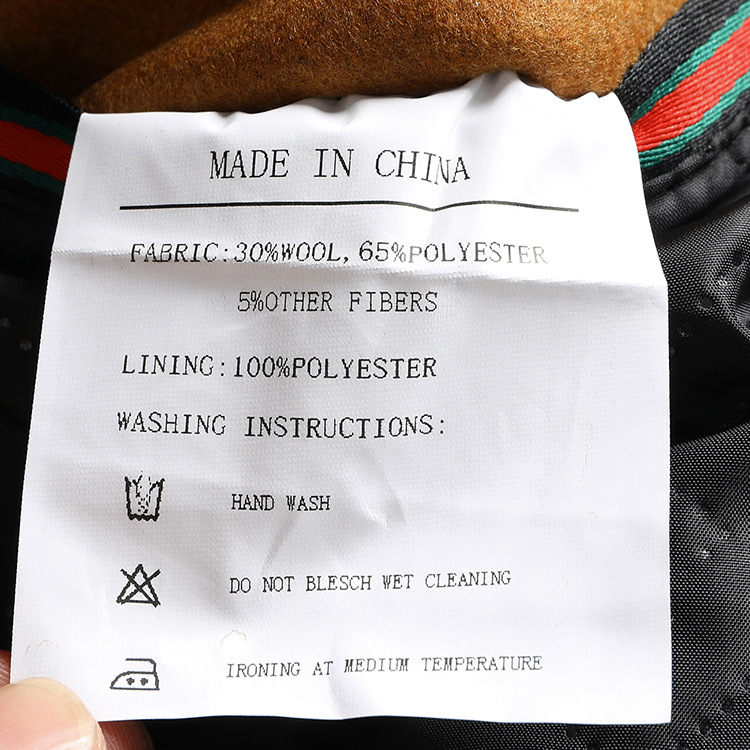 MADE IN CHINA
FABRIC:30%WOOL,65%POLYESTER
5%OTHER FIBERS
LINING:100%POLYESTER
WASHING INSTRUCTIONS:
HAND WASH
DO NOT BLESCH WET CLEANING
IRONING AT MEDIUM TEMPERATURE